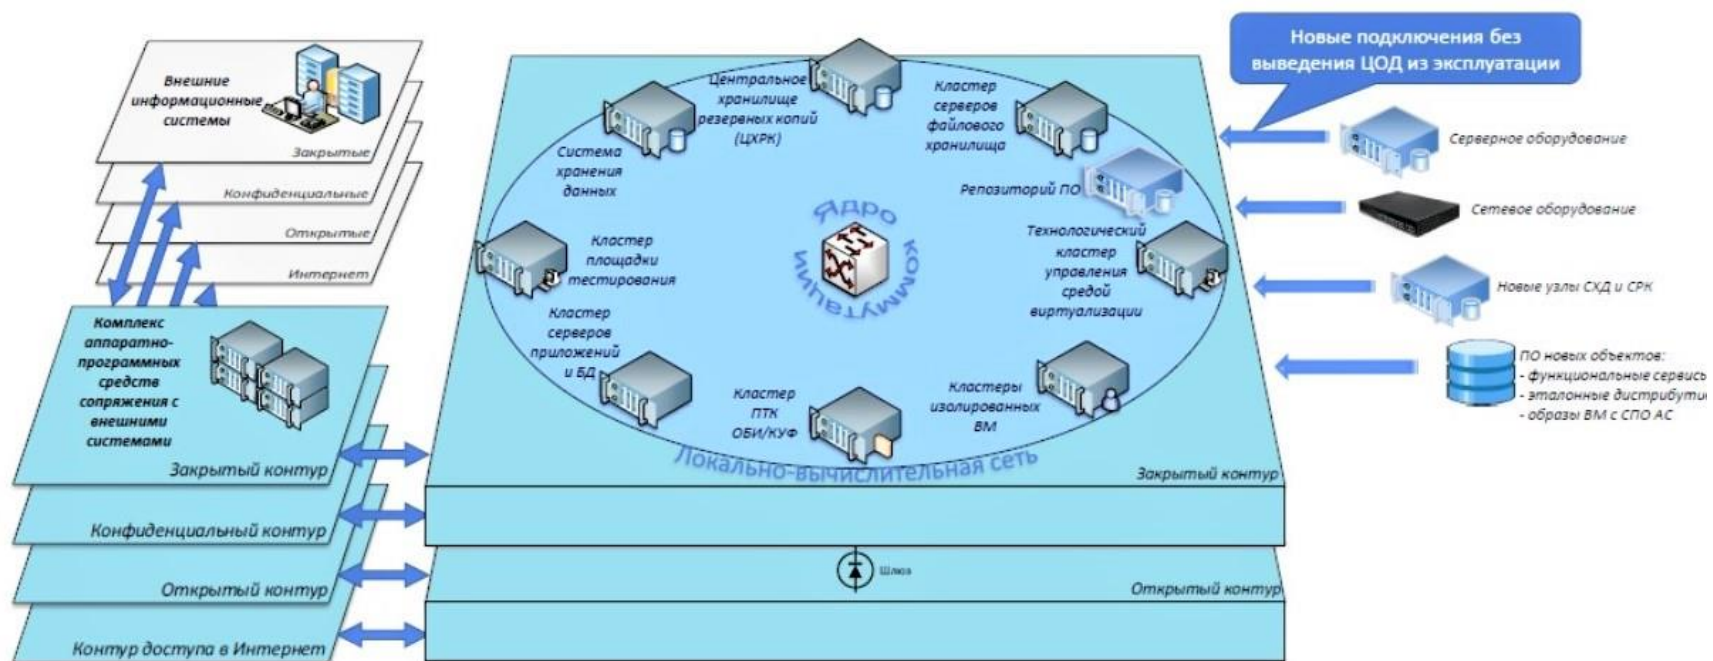 Внешние
информационные
системы
Закрытые
Конфиденциальные
Открытые
Интернет
Комплекс
аппаратно-
программных
средств
сопряжения с
внешними
системами
Закрытый контур
Конфиденциальный контур
Открытый контур
Контур доступа в Интернет
Центральное
хранилище
резервных копий
(ЦХРК)
Кластер
серверов
файлового
хранилища
Система
хранения
данных
Репозиторий ПО
Ядро коммутации
Кластер
площадки
тестирования
Технологический
кластер
управления
средой
виртуализации
Кластер
серверов
приложений
и БД
Кластер
ПТК
ОБИ/КУФ
Кластеры
изолированных
ВМ
Локально-вычислительная сеть
Закрытый контур
Шлюз
Открытый контур
Новые подключения без
выведения ЦОД из эксплуатации
Серверное оборудование
Сетевое оборудование
Новые узлы СХД и СРК
ПО новых объектов:
- функциональные сервисы
- эталонные дистрибути
- образы ВМ с СПО АС